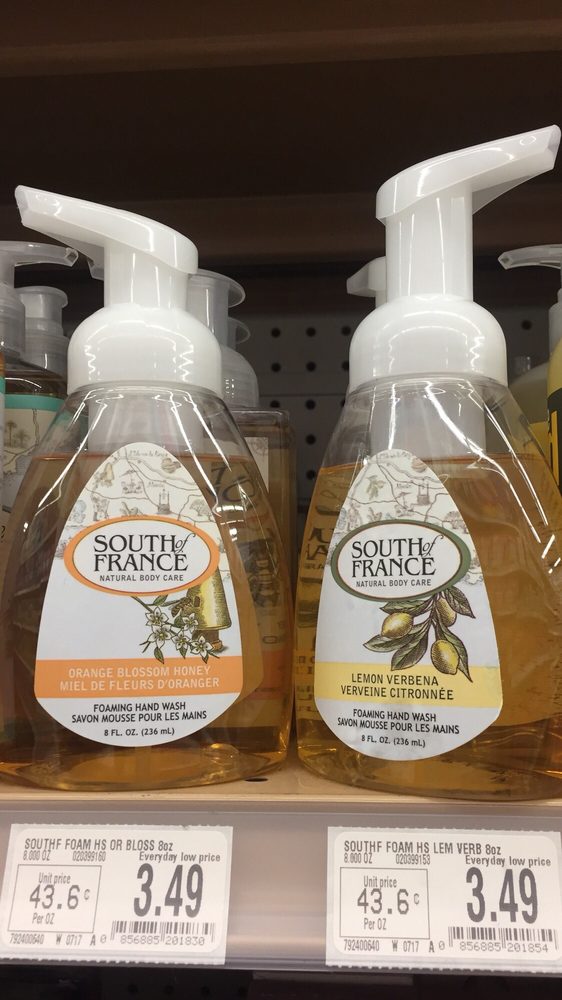 SOUTH of
FRANCE
NATURAL BODY CARE
ORANGE BLOSSOM HONEY
MIEL DE FLEURS D'ORANGER
FOAMING HAND WASH
SAVON MOUSSE POUR LES MAINS
8 FL. OZ. (236 mL)
SOUTH of
FRANCE
NATURAL BODY CARE
LEMON VERBENA
VERVEINE CITRONNÉE
FOAMING HAND WASH
SAVON MOUSSE POUR LES MAINS
8 FL. OZ. (236 mL)
SOUTHF FOAM HS OR BLOSS 8oz
8.000 OZ 020399160 Everyday low price
Unit price
43.6¢
Per OZ
3.49
792400640 W 0717 A 0 856885 201830
SOUTHF FOAM HS LEM VERB 8oz
8.000 OZ 020399153 Everyday low price
Unit price
43.6¢
Per OZ
3.49
792400640 W 0717 A 0 856885 201854